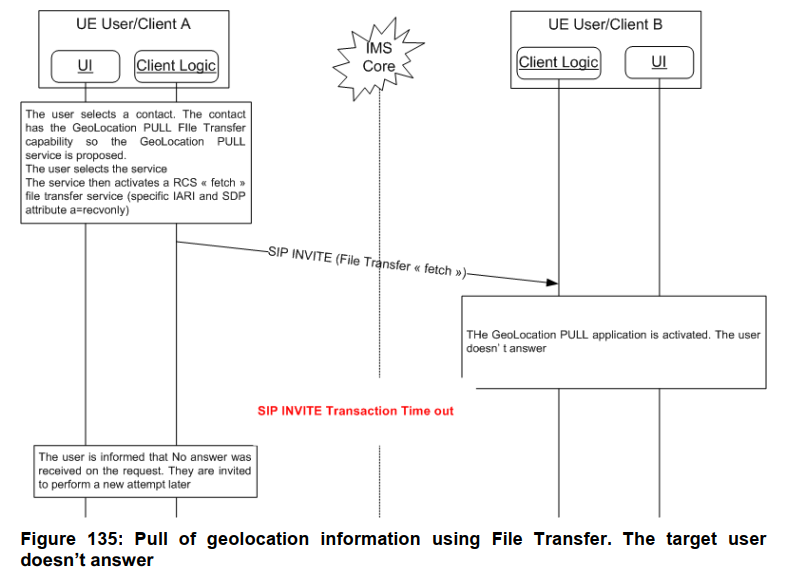 UE User/Client A
UI
Client Logic
IMS
Core
UE User/Client B
Client Logic
UI
The user selects a contact. The contact
has the GeoLocation PULL FIle Transfer
capability so the GeoLocation PULL
service is proposed.
The user selects the service
The service then activates a RCS « fetch »
file transfer service (specific IARI and SDP
attribute a=recvonly)
SIP INVITE (File Transfer « fetch »)
THe GeoLocation PULL application is activated. The user
doesn' t answer
SIP INVITE Transaction Time out
The user is informed that No answer was
received on the request. They are invited
to perform a new attempt later
Figure 135: Pull of geolocation information using File Transfer. The target user
doesn’t answer